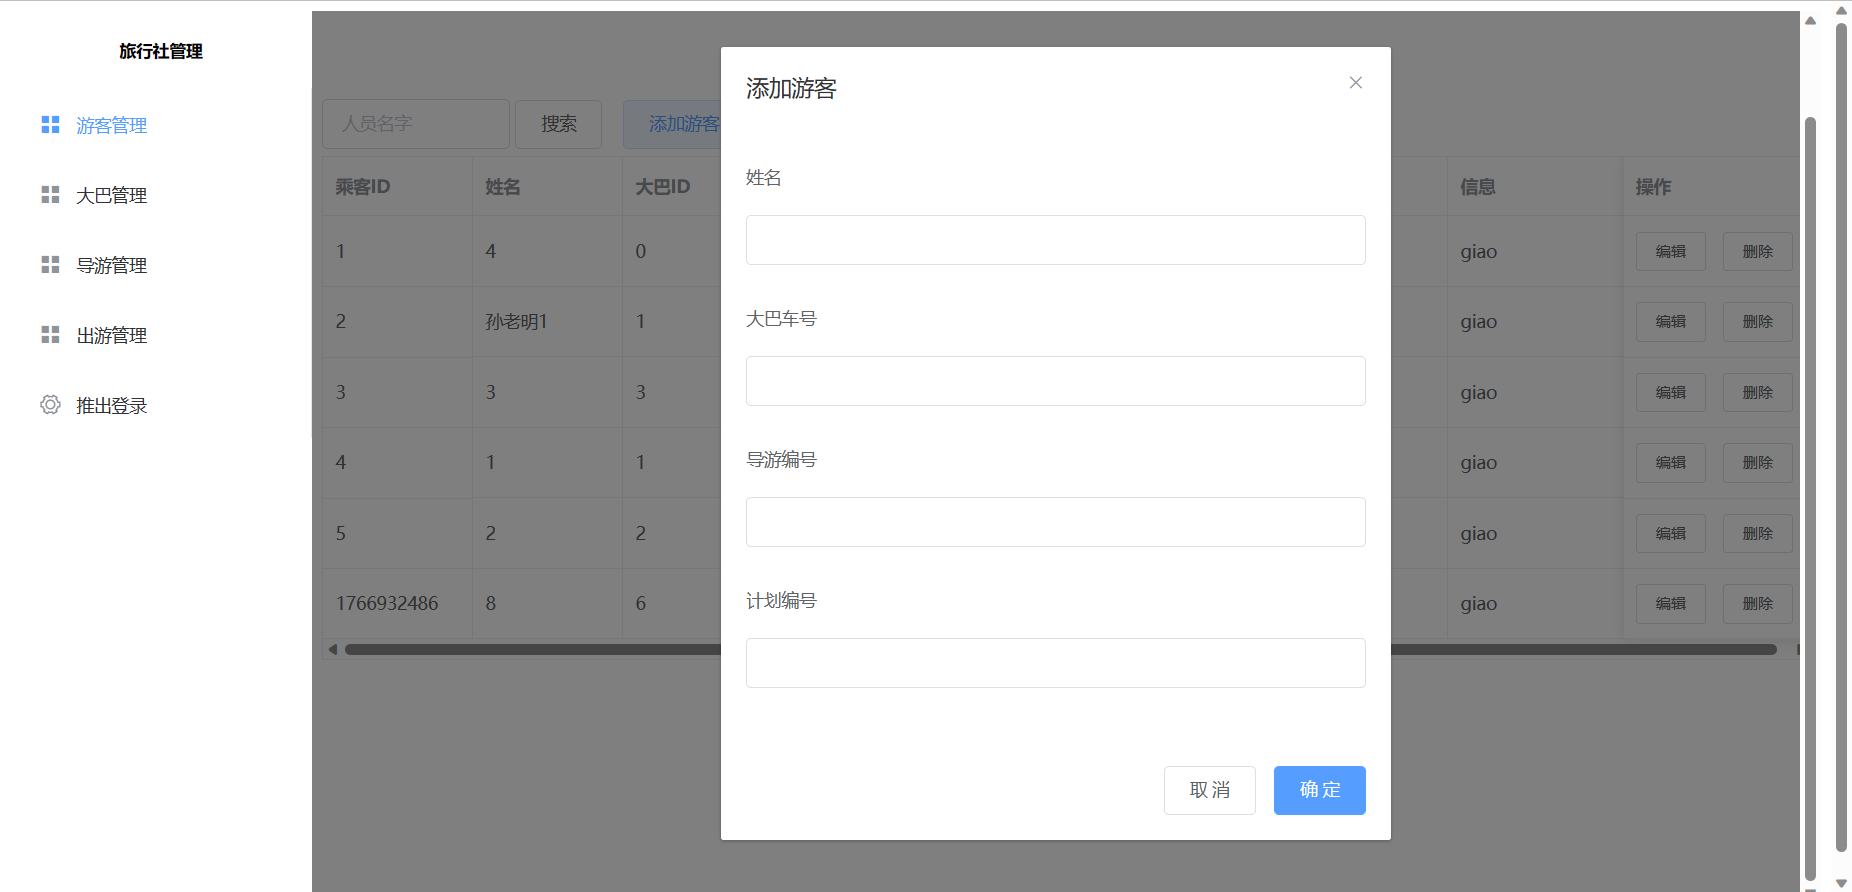 旅行社管理
游客管理
大巴管理
导游管理
出游管理
推出登录
人员名字
搜索
添加游客
乘客ID 姓名 大巴ID 信息 操作
1 4 0 giao 编辑 删除
2 孙老明1 1 giao 编辑 删除
3 3 3 giao 编辑 删除
4 1 1 giao 编辑 删除
5 2 2 giao 编辑 删除
1766932486 8 6 giao 编辑 删除
添加游客
姓名
大巴车号
导游编号
计划编号
取消 确定